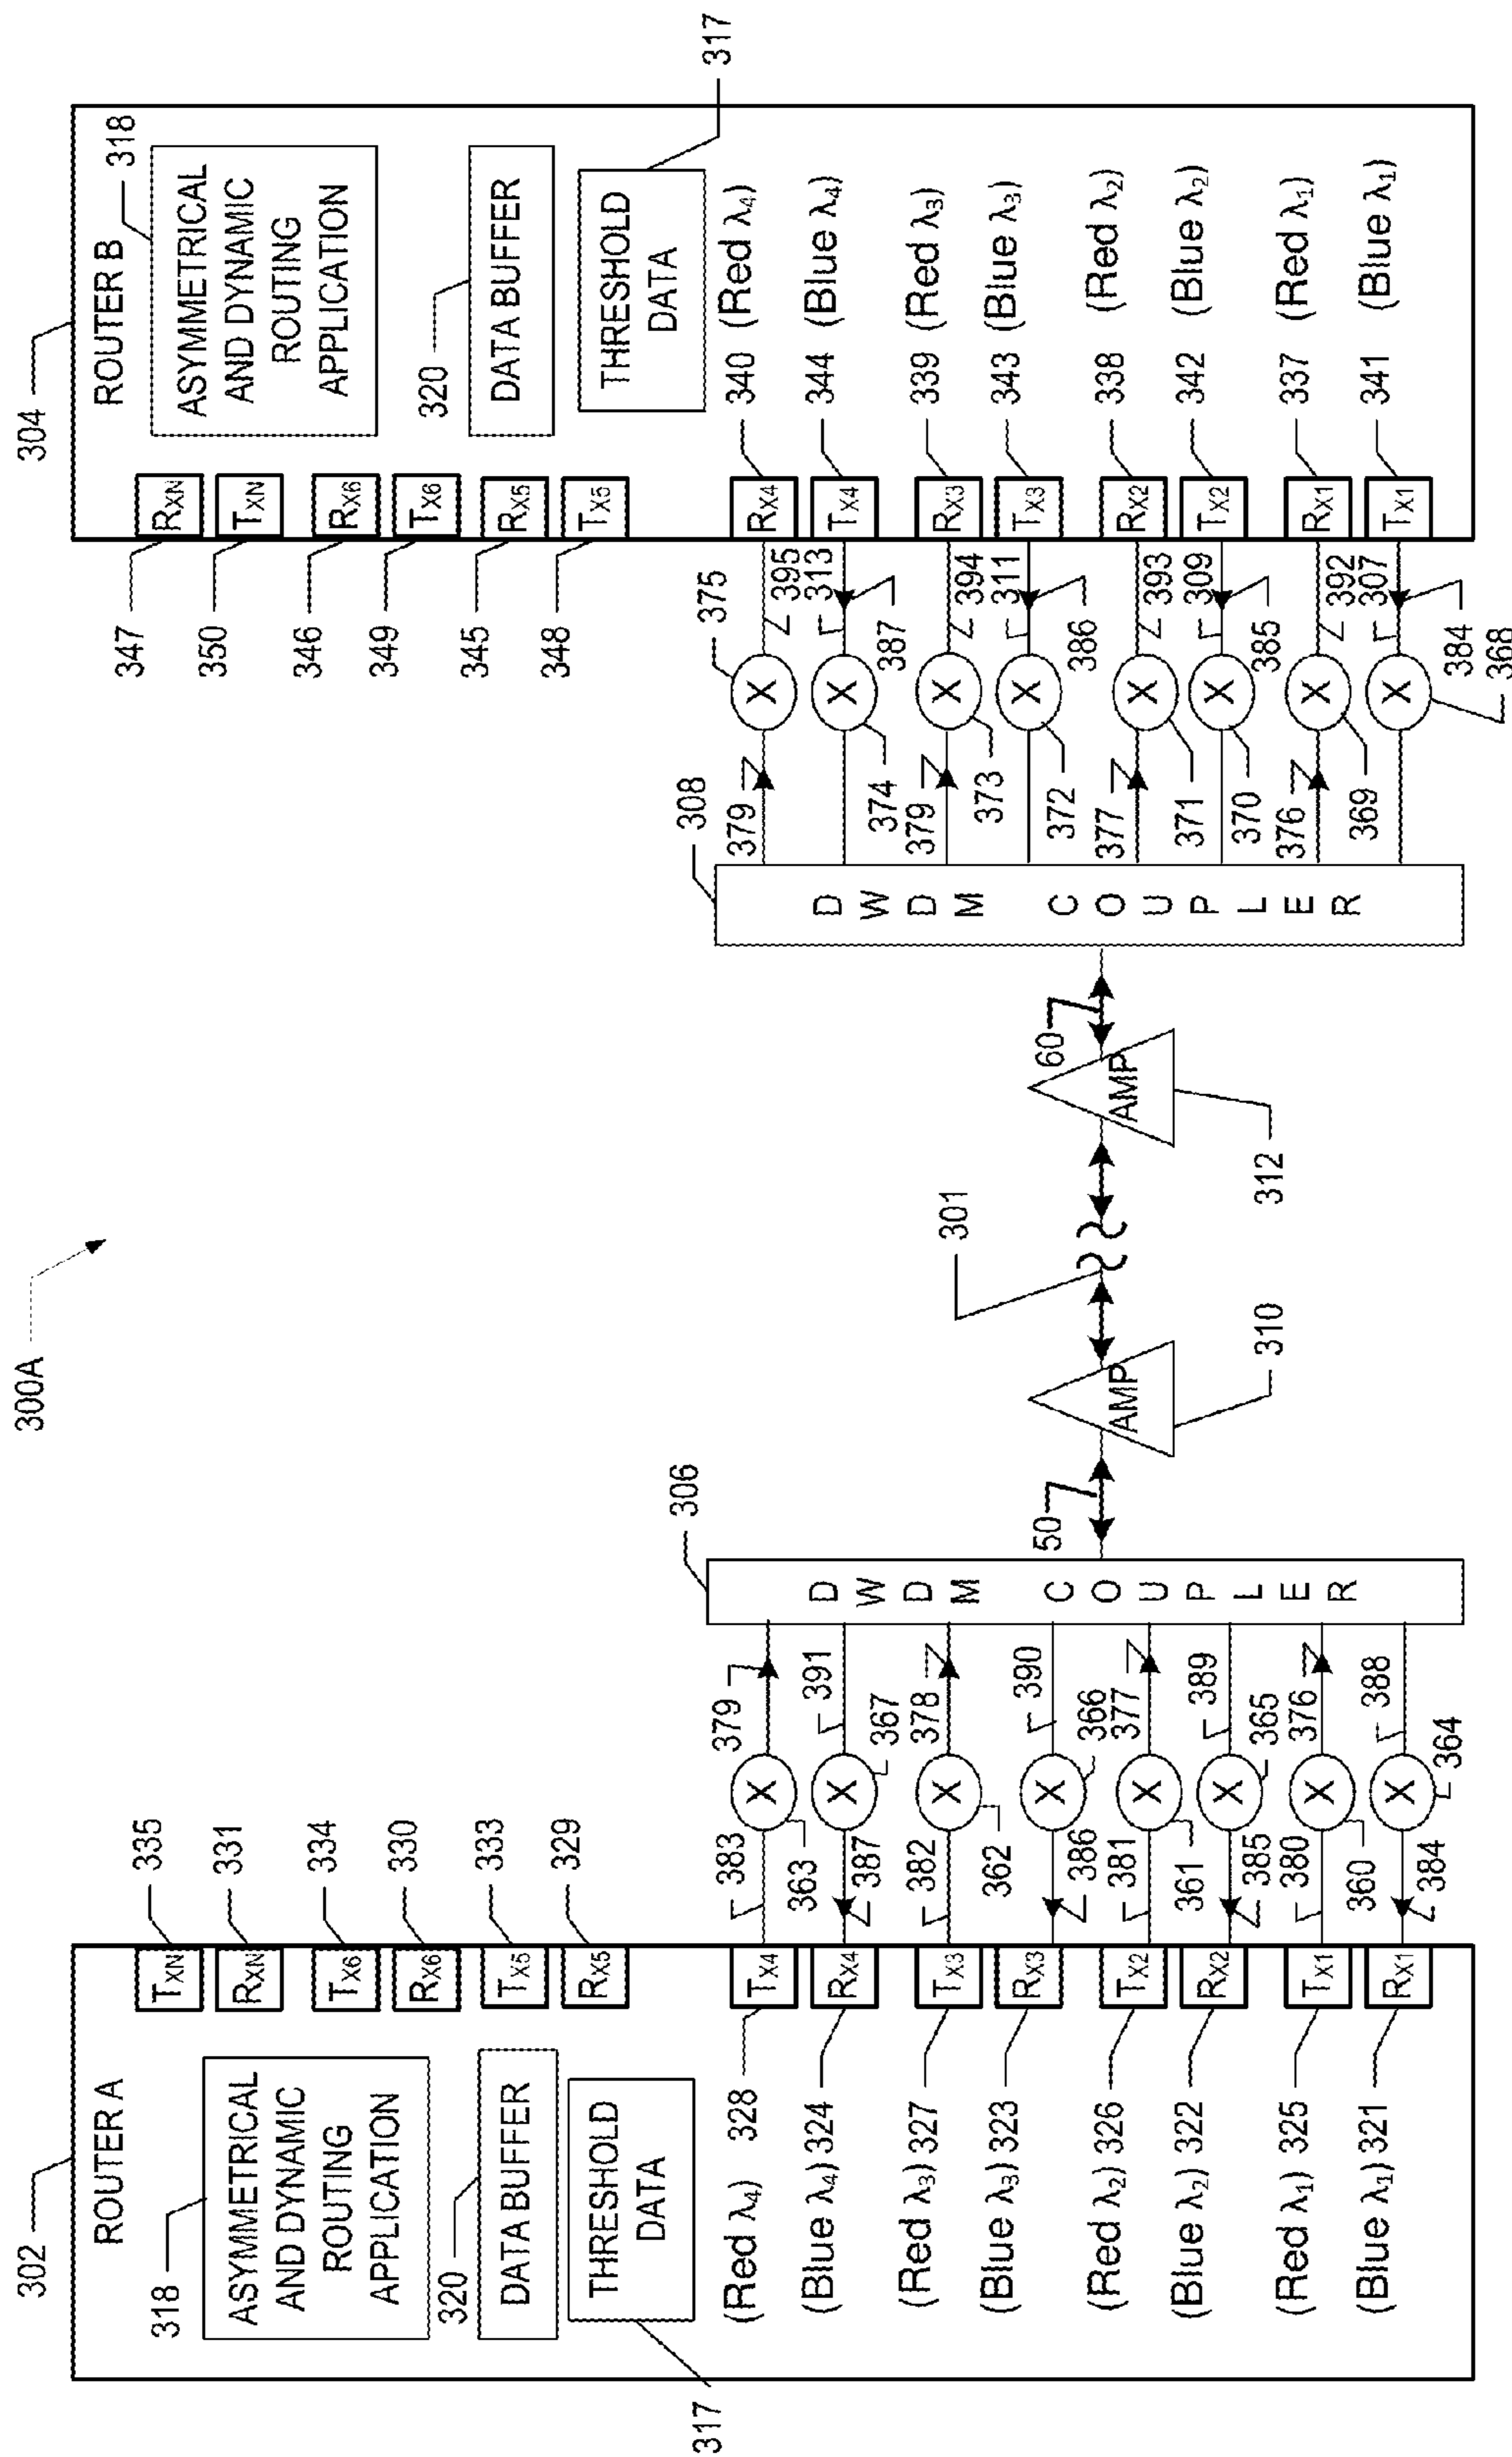 300A
302
ROUTER A
318
ASYMMETRICAL
AND DYNAMIC
ROUTING
APPLICATION
320
DATA BUFFER
THRESHOLD
DATA
317
TXN
335
RXN
331
TX6
334
RX6
330
TX5
333
RX5
329
(Red λ4) 328
TX4
383
363
X
379
(Blue λ4) 324
RX4
387
367
X
391
(Red λ3) 327
TX3
382
362
X
378
(Blue λ3) 323
RX3
386
366
X
390
(Red λ2) 326
TX2
381
361
X
377
(Blue λ2) 322
RX2
385
365
X
389
(Red λ1) 325
TX1
380
360
X
376
(Blue λ1) 321
RX1
384
364
X
388
306
DWDM COUPLER
50
AMP
310
301
AMP
312
60
308
DWDM COUPLER
379
X
375
395
RX4
340 (Red λ4)
374
X
387
313
TX4
344 (Blue λ4)
379
373
X
394
RX3
339 (Red λ3)
372
X
386
311
TX3
343 (Blue λ3)
377
371
X
393
RX2
338 (Red λ2)
370
X
385
309
TX2
342 (Blue λ2)
376
369
X
392
RX1
337 (Red λ1)
368
X
384
307
TX1
341 (Blue λ1)
347
RXN
350
TXN
346
RX6
349
TX6
345
RX5
348
TX5
304
ROUTER B
318
ASYMMETRICAL
AND DYNAMIC
ROUTING
APPLICATION
320
DATA BUFFER
THRESHOLD
DATA
317